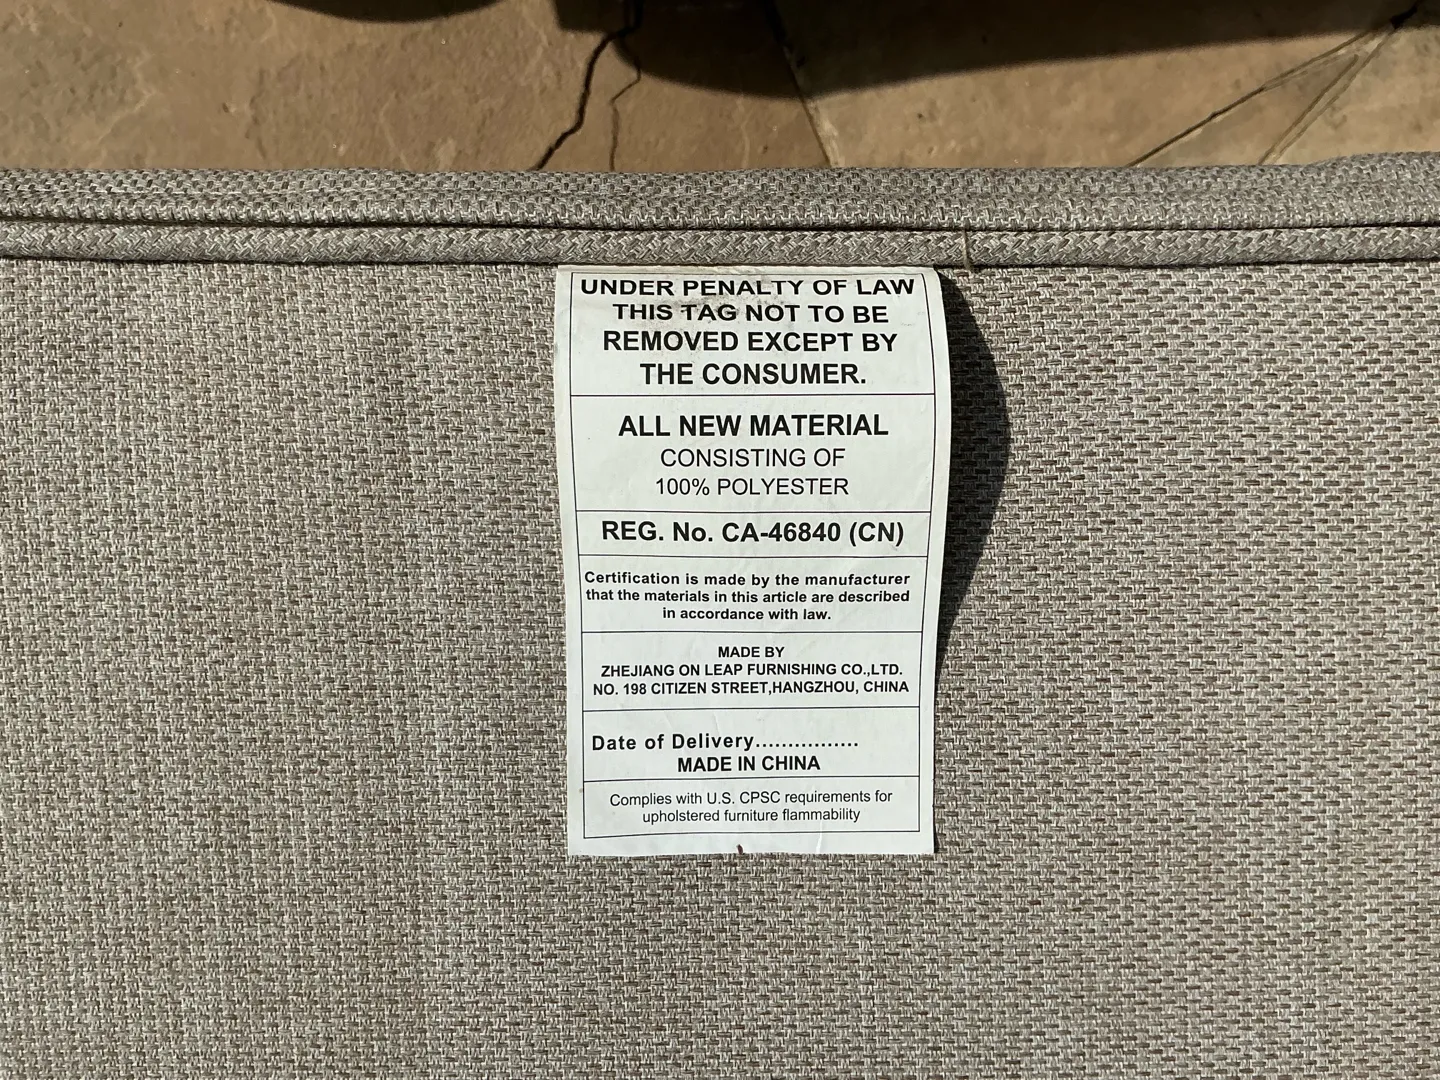 UNDER PENALTY OF LAW
THIS TAG NOT TO BE
REMOVED EXCEPT BY
THE CONSUMER.
ALL NEW MATERIAL
CONSISTING OF
100% POLYESTER
REG. No. CA-46840 (CN)
Certification is made by the manufacturer
that the materials in this article are described
in accordance with law.
MADE BY
ZHEJIANG ON LEAP FURNISHING CO.,LTD.
NO. 198 CITIZEN STREET,HANGZHOU, CHINA
Date of Delivery................
MADE IN CHINA
Complies with U.S. CPSC requirements for
upholstered furniture flammability